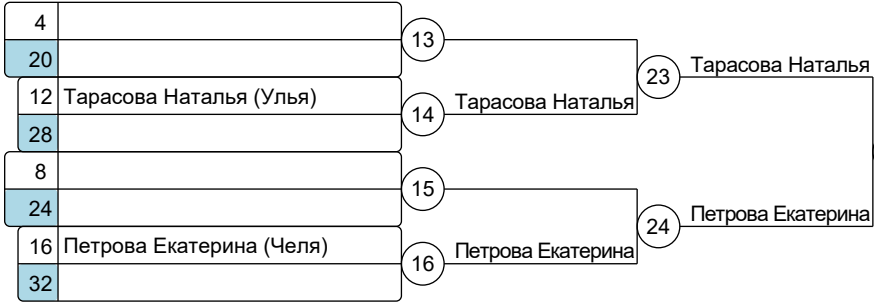 4
13
20
23 Тарасова Наталья
12 Тарасова Наталья (Улья)
14 Тарасова Наталья
28
8
15
24
24 Петрова Екатерина
16 Петрова Екатерина (Челя)
16 Петрова Екатерина
32